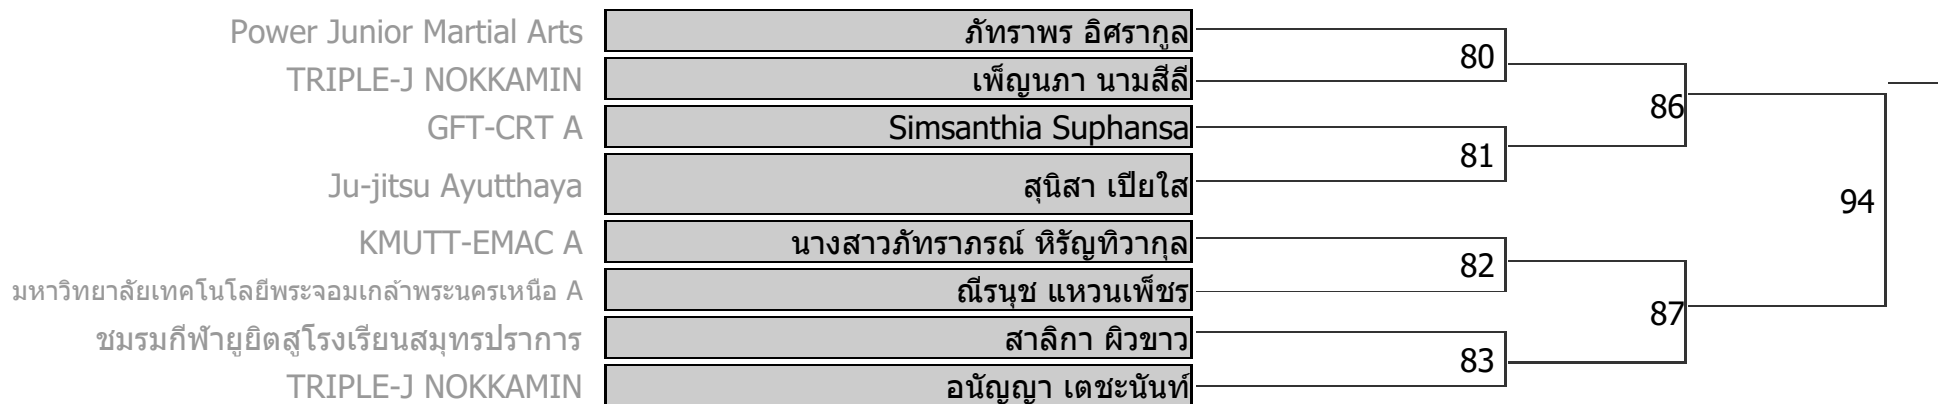 Power Junior Martial Arts ภัทราพร อิศรากูล
80
TRIPLE-J NOKKAMIN เพ็ญนภา นามสีลี
86
GFT-CRT A Simsanthia Suphansa
81
Ju-jitsu Ayutthaya สุนิสา เปียใส
94
KMUTT-EMAC A นางสาวภัทราภรณ์ หิรัญทิวากุล
82
มหาวิทยาลัยเทคโนโลยีพระจอมเกล้าพระนครเหนือ A ณีรนุช แหวนเพ็ชร
87
ชมรมกีฬายูยิตสูโรงเรียนสมุทรปราการ สาลิกา ผิวขาว
83
TRIPLE-J NOKKAMIN อนัญญา เตชะนันท์